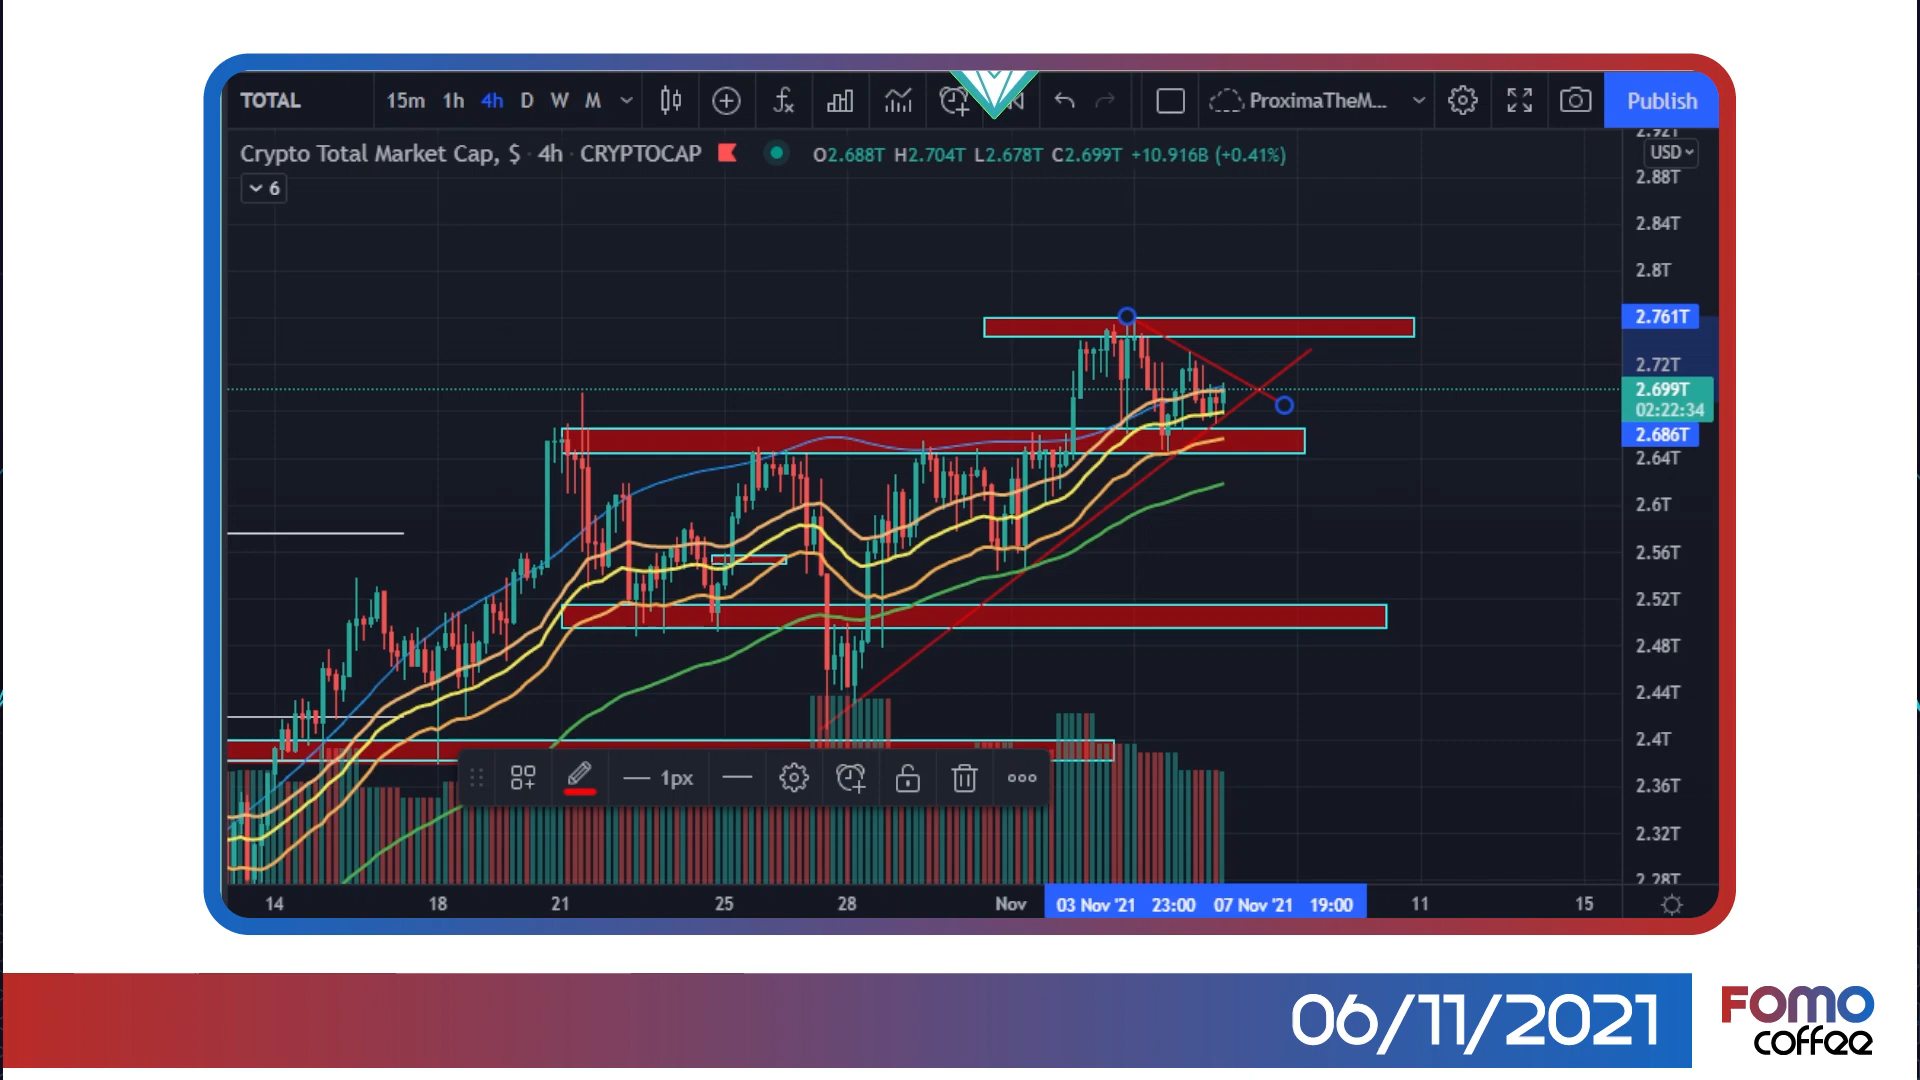 TOTAL 15m 1h 4h D W M ProximaTheM... Publish
Crypto Total Market Cap, $ · 4h · CRYPTOCAP O2.688T H2.704T L2.678T C2.699T +10.916B (+0.41%)
6
2.92T
USD
2.88T
2.84T
2.8T
2.761T
2.72T
2.699T
02:22:34
2.686T
2.64T
2.6T
2.56T
2.52T
2.48T
2.44T
2.4T
1px
2.36T
2.32T
2.28T
14 18 21 25 28 Nov 03 Nov '21 23:00 07 Nov '21 19:00 11 15
06/11/2021
FOMO
coffee